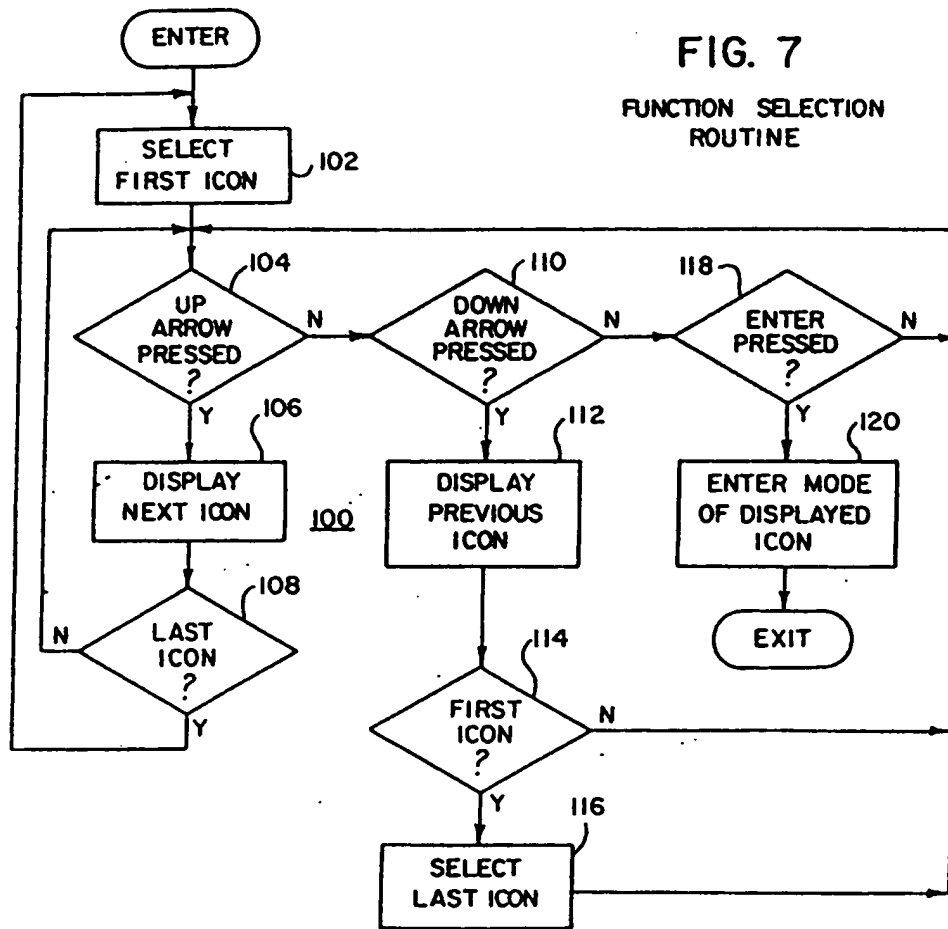 ENTER
FIG. 7
FUNCTION SELECTION
ROUTINE
SELECT
FIRST ICON
102
104
UP
ARROW
PRESSED
?
N
Y
110
DOWN
ARROW
PRESSED
?
N
Y
118
ENTER
PRESSED
?
N
Y
106
DISPLAY
NEXT ICON
100
112
DISPLAY
PREVIOUS
ICON
120
ENTER MODE
OF DISPLAYED
ICON
108
LAST
ICON
?
N
Y
EXIT
114
FIRST
ICON
?
N
Y
116
SELECT
LAST ICON